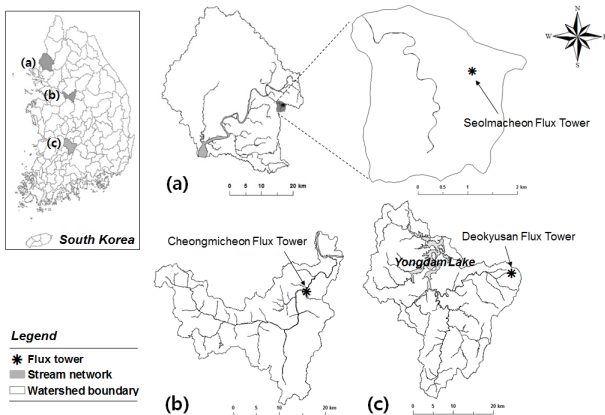 (a)
(b)
(c)
South Korea
N
W
E
S
Seolmacheon Flux Tower
(a)
0 5 10 20 km
0 0.5 1 2 km
Cheongmicheon Flux Tower
Deokyusan Flux Tower
Yongdam Lake
Legend
Flux tower
Stream network
Watershed boundary
(b)
0 5 10 20 km
(c)
0 5 10 20 km